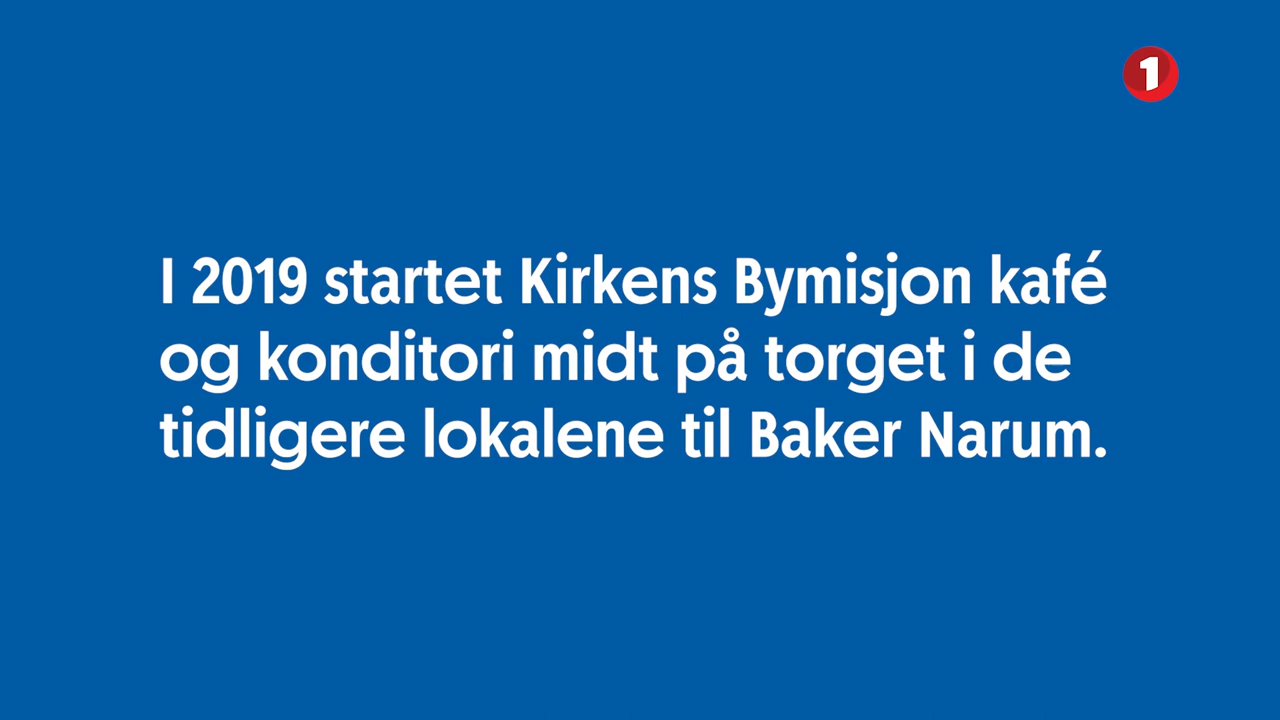 1
I 2019 startet Kirkens Bymisjon kafé
og konditori midt på torget i de
tidligere lokalene til Baker Narum.